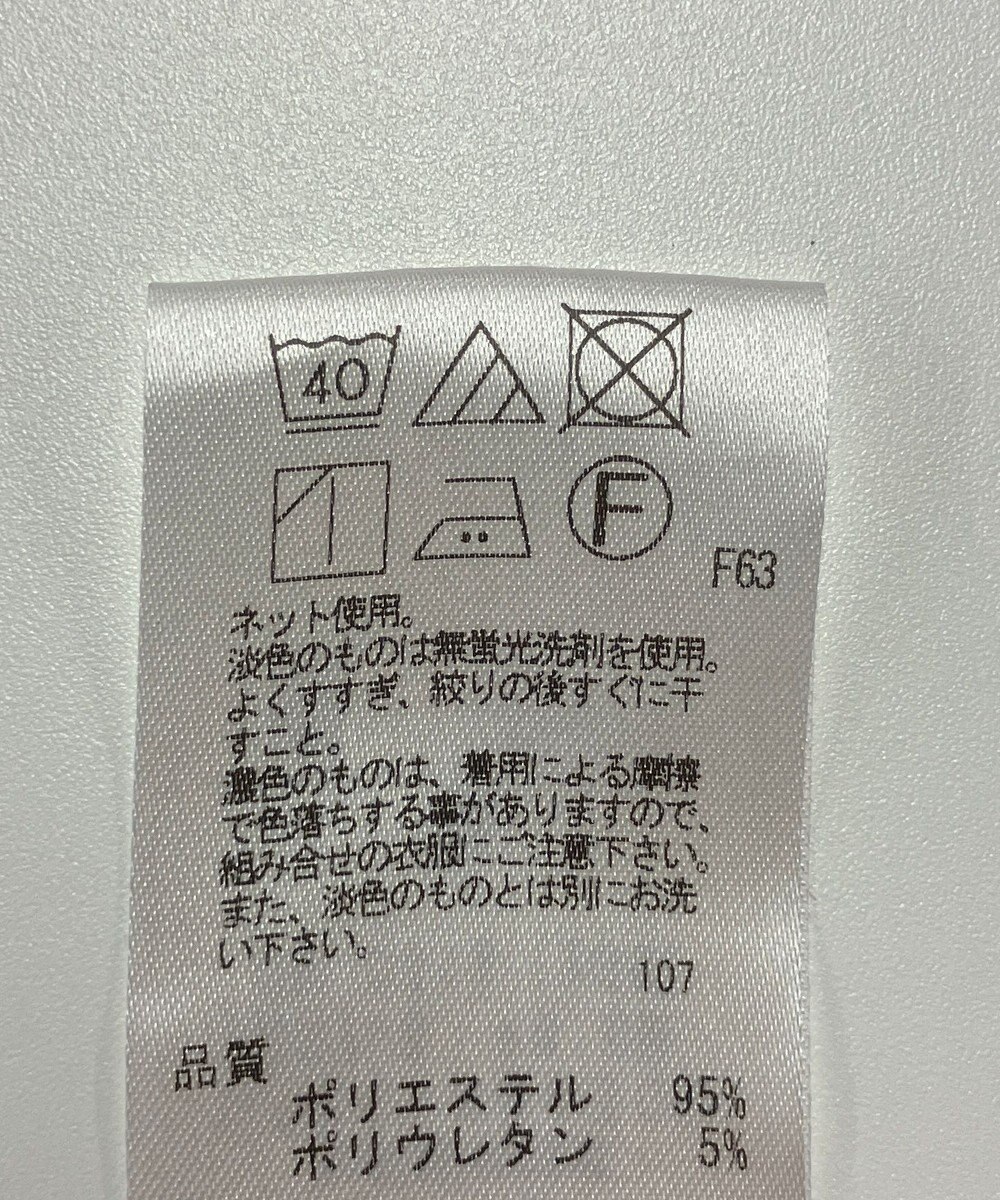 40
F
F63
ネット使用。
淡色のものは無蛍光洗剤を使用。
よくすすぎ、絞りの後すぐに干
すこと。
濃色のものは、着用による摩擦
で色落ちする事がありますので、
組み合せの衣服にご注意下さい。
また、淡色のものとは別にお洗
い下さい。
107
品質
ポリエステル 95%
ポリウレタン 5%